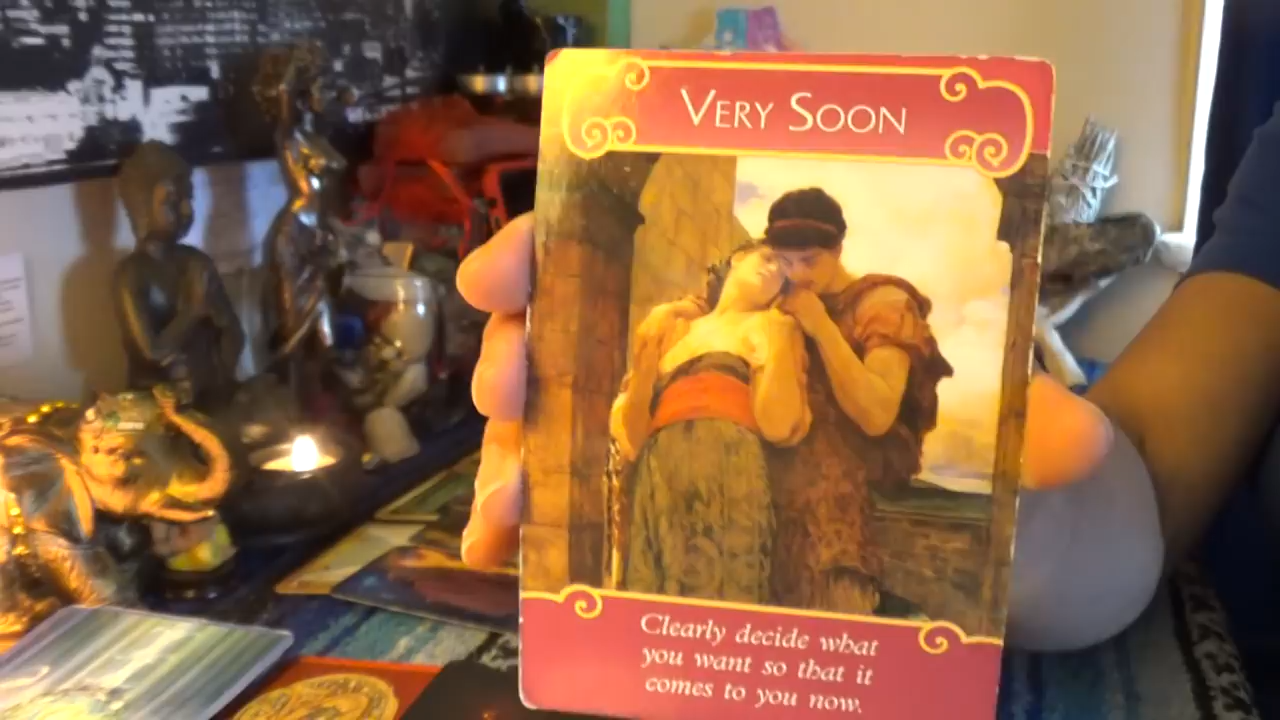 VERY SOON
Clearly decide what
you want so that it
comes to you now.